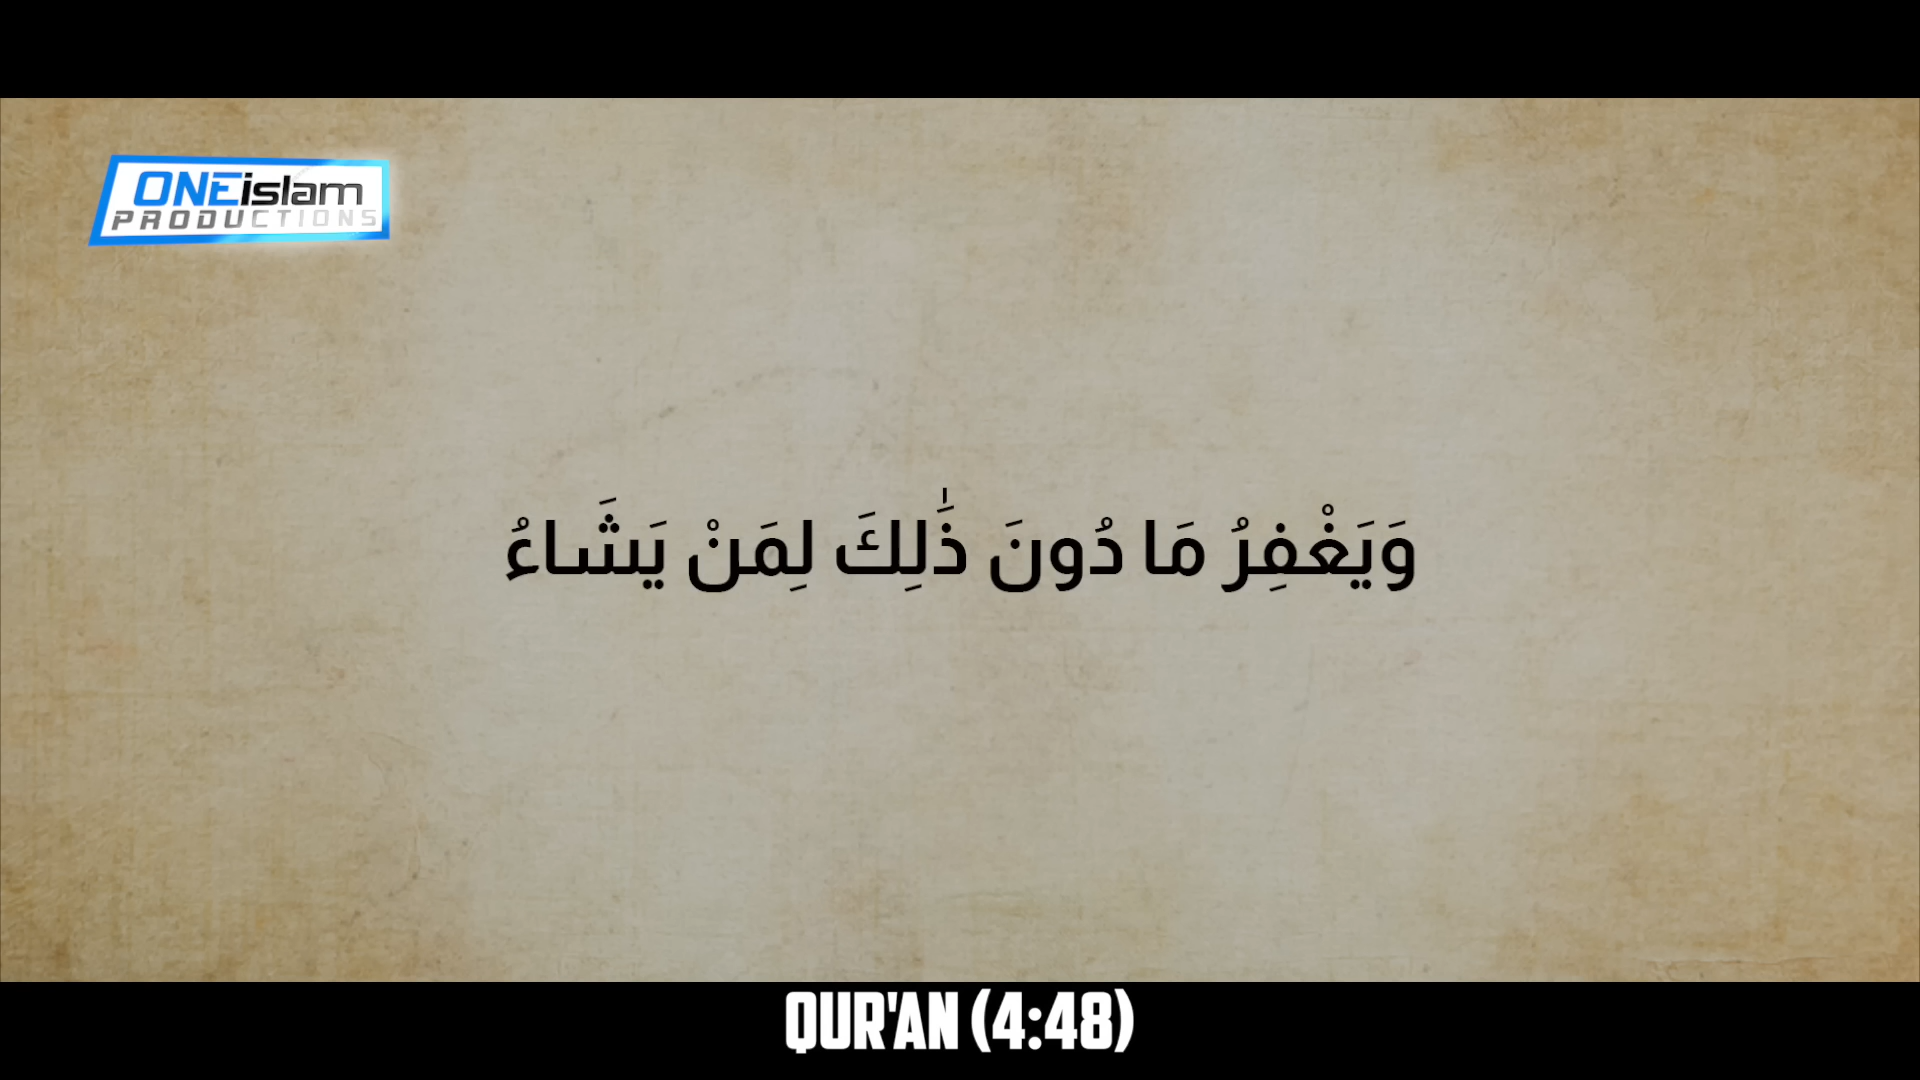 ONEislam
PRODUCTIONS
وَيَغْفِرُ مَا دُونَ ذَٰلِكَ لِمَنْ يَشَاءُ
QUR'AN (4:48)